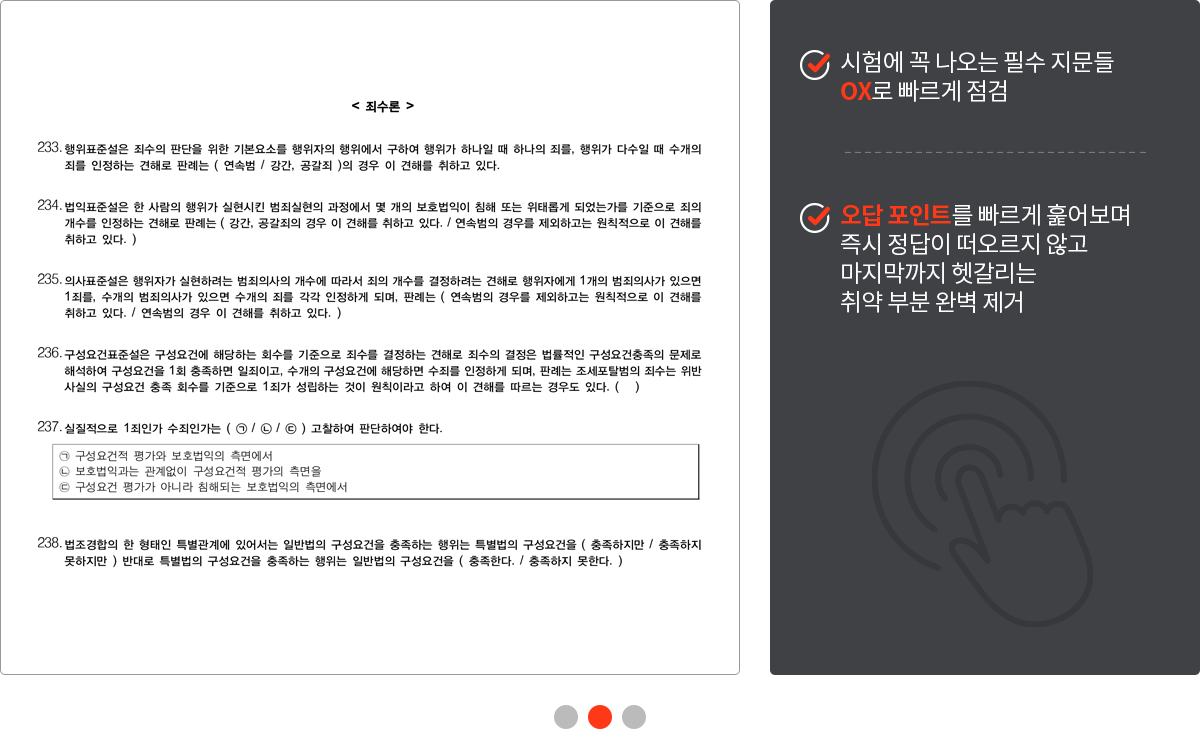 < 죄수론 >
233. 행위표준설은 죄수의 판단을 위한 기본요소를 행위자의 행위에서 구하여 행위가 하나일 때 하나의 죄를, 행위가 다수일 때 수개의
죄를 인정하는 견해로 판례는 ( 연속범 / 강간, 공갈죄 )의 경우 이 견해를 취하고 있다.
234. 법익표준설은 한 사람의 행위가 실현시킨 범죄실현의 과정에서 몇 개의 보호법익이 침해 또는 위태롭게 되었는가를 기준으로 죄의
개수를 인정하는 견해로 판례는 ( 강간, 공갈죄의 경우 이 견해를 취하고 있다. / 연속범의 경우를 제외하고는 원칙적으로 이 견해를
취하고 있다. )
235. 의사표준설은 행위자가 실현하려는 범죄의사의 개수에 따라서 죄의 개수를 결정하려는 견해로 행위자에게 1개의 범죄의사가 있으면
1죄를, 수개의 범죄의사가 있으면 수개의 죄를 각각 인정하게 되며, 판례는 ( 연속범의 경우를 제외하고는 원칙적으로 이 견해를
취하고 있다. / 연속범의 경우 이 견해를 취하고 있다. )
236. 구성요건표준설은 구성요건에 해당하는 회수를 기준으로 죄수를 결정하는 견해로 죄수의 결정은 법률적인 구성요건충족의 문제로
해석하여 구성요건을 1회 충족하면 일죄이고, 수개의 구성요건에 해당하면 수죄를 인정하게 되며, 판례는 조세포탈범의 죄수는 위반
사실의 구성요건 충족 회수를 기준으로 1죄가 성립하는 것이 원칙이라고 하여 이 견해를 따르는 경우도 있다. (   )
237. 실질적으로 1죄인가 수죄인가는 ( ㉠ / ㉡ / ㉢ ) 고찰하여 판단하여야 한다.
㉠ 구성요건적 평가와 보호법익의 측면에서
㉡ 보호법익과는 관계없이 구성요건적 평가의 측면을
㉢ 구성요건 평가가 아니라 침해되는 보호법익의 측면에서
238. 법조경합의 한 형태인 특별관계에 있어서는 일반법의 구성요건을 충족하는 행위는 특별법의 구성요건을 ( 충족하지만 / 충족하지
못하지만 ) 반대로 특별법의 구성요건을 충족하는 행위는 일반법의 구성요건을 ( 충족한다. / 충족하지 못한다. )
시험에 꼭 나오는 필수 지문들
OX로 빠르게 점검
오답 포인트를 빠르게 훑어보며
즉시 정답이 떠오르지 않고
마지막까지 헷갈리는
취약 부분 완벽 제거